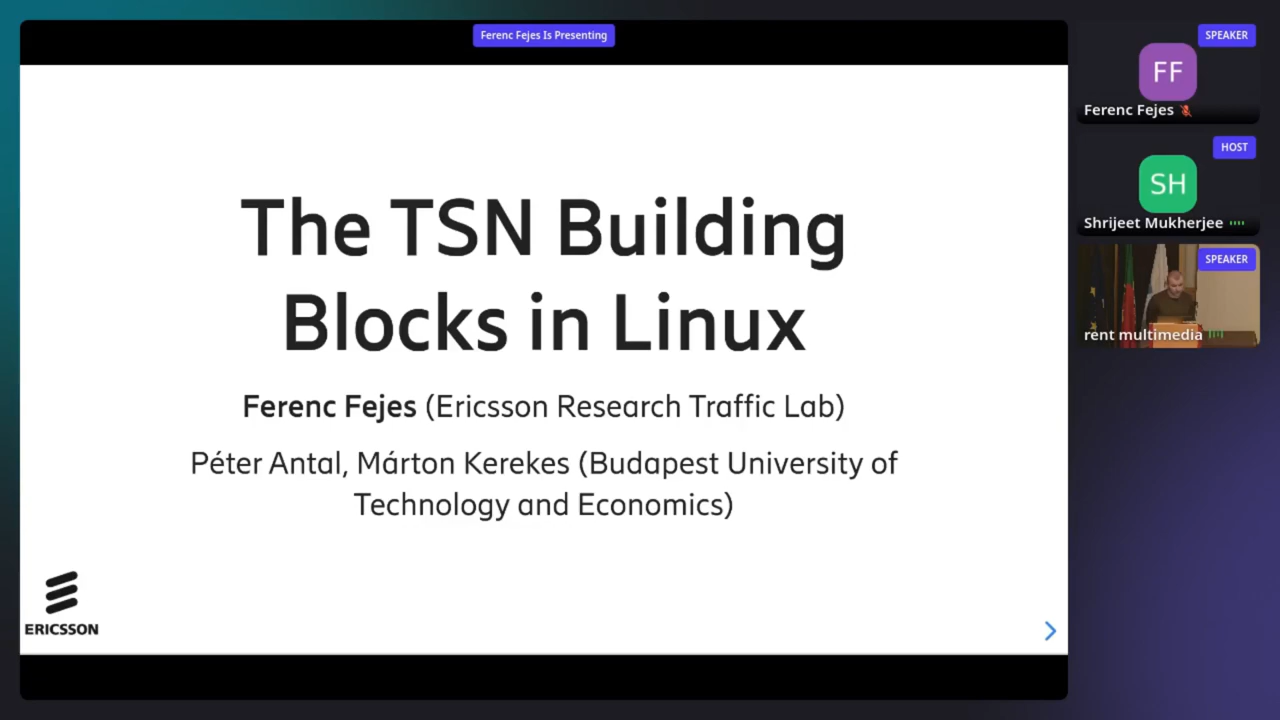 Ferenc Fejes Is Presenting
The TSN Building
Blocks in Linux
Ferenc Fejes (Ericsson Research Traffic Lab)
Péter Antal, Márton Kerekes (Budapest University of
Technology and Economics)
ERICSSON
SPEAKER
FF
Ferenc Fejes
HOST
SH
Shrijeet Mukherjee
SPEAKER
rent multimedia